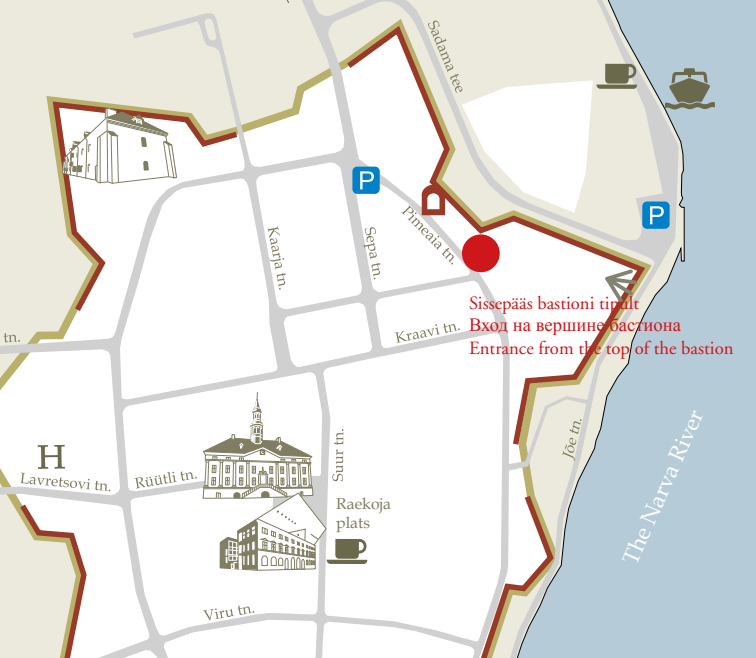 Sadama tee
P
P
D
Pimeaia tn.
Kaarja tn.
Sepa tn.
Sissepääs bastioni tipult
Вход на вершине бастиона
Entrance from the top of the bastion
Kraavi tn.
tn.
Suur tn.
Jõe tn.
The Narva River
H
Lavretsovi tn.
Rüütli tn.
Raekoja
plats
Viru tn.